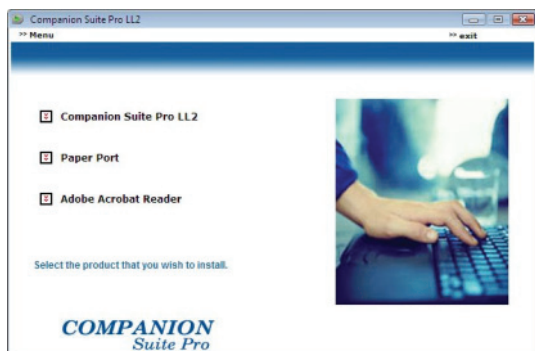 Companion Suite Pro LL2
>> Menu
>> exit
Companion Suite Pro LL2
Paper Port
Adobe Acrobat Reader
Select the product that you wish to install.
COMPANION
Suite Pro